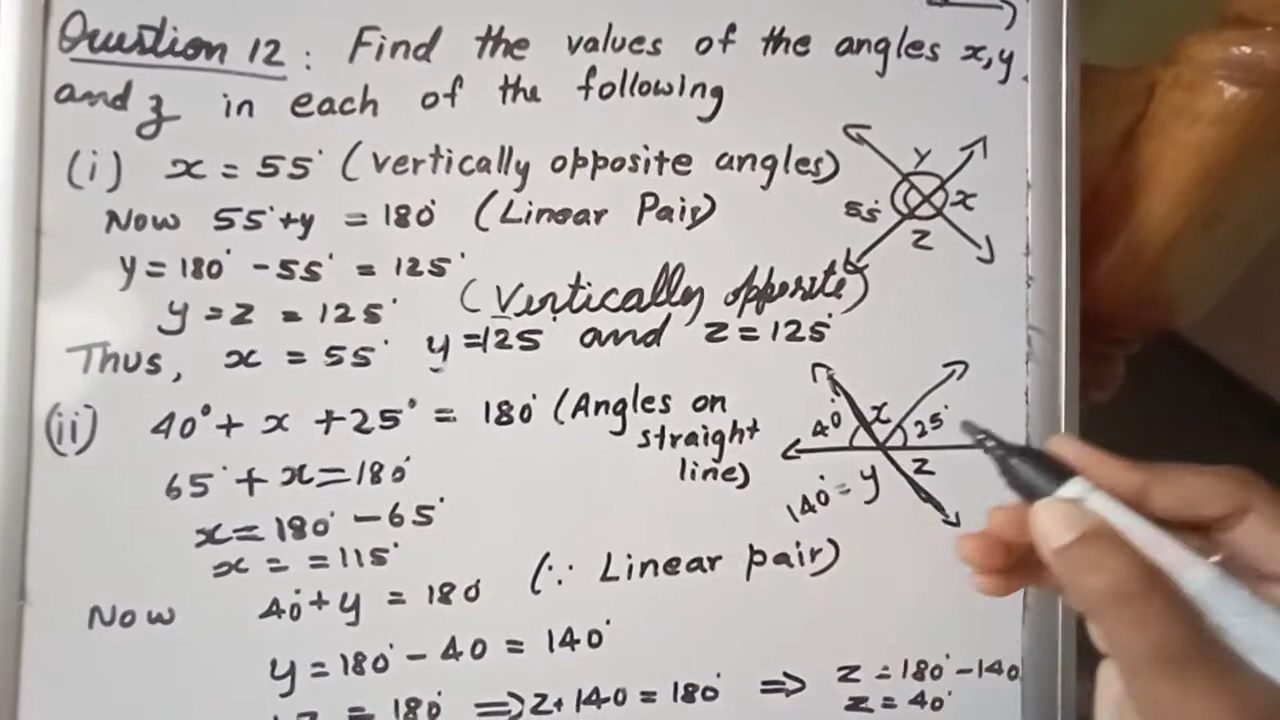 Question 12 : Find the values of the angles x, y
and z in each of the following
(i) x = 55° (vertically opposite angles)
Now 55° + y = 180° (Linear Pair)
y = 180° - 55° = 125°
(Vertically opposite)
y = z = 125°
Thus, x = 55° y = 125 and z = 125°
y
55°
x
z
(ii) 40° + x + 25° = 180° (Angles on
straight
line)
65° + x = 180°
x = 180° - 65°
x = = 115°
40°
x
25°
140° = y
z
Now 40° + y = 180 (∵ Linear pair)
y = 180° - 40 = 140°
z = 180° ⇒ z + 140 = 180° ⇒ z = 180° - 140
z = 40°